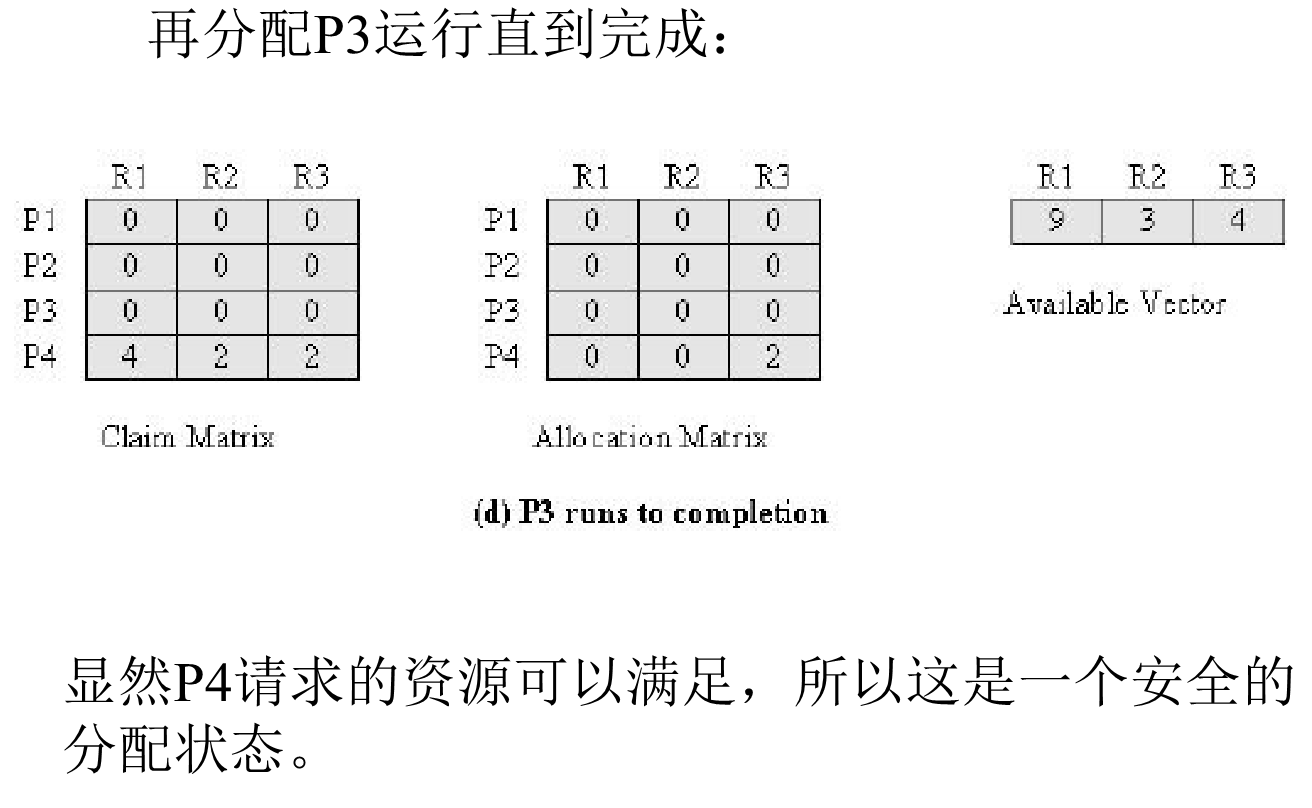 再分配P3运行直到完成：
R1 R2 R3 R1 R2 R3 R1 R2 R3
P1 0 0 0 P1 0 0 0 9 3 4
P2 0 0 0 P2 0 0 0
P3 0 0 0 P3 0 0 0 Available Vector
P4 4 2 2 P4 0 0 2
Claim Matrix Allocation Matrix
(d) P3 runs to completion
显然P4请求的资源可以满足，所以这是一个安全的
分配状态。